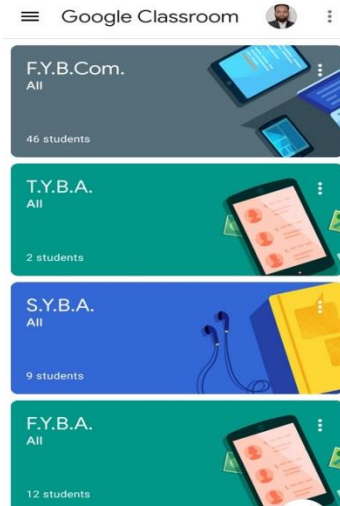 Google Classroom
F.Y.B.Com.
All
46 students
T.Y.B.A.
All
2 students
S.Y.B.A.
All
9 students
F.Y.B.A.
All
12 students